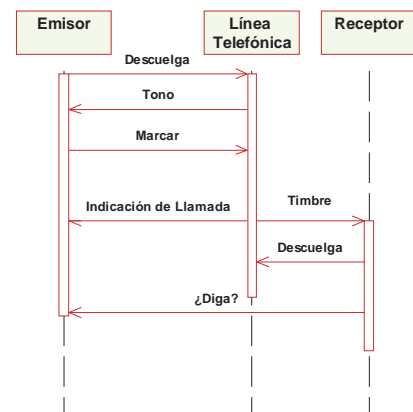 Emisor
Línea
Telefónica
Receptor
Descuelga
Tono
Marcar
Indicación de Llamada
Timbre
Descuelga
¿Diga?